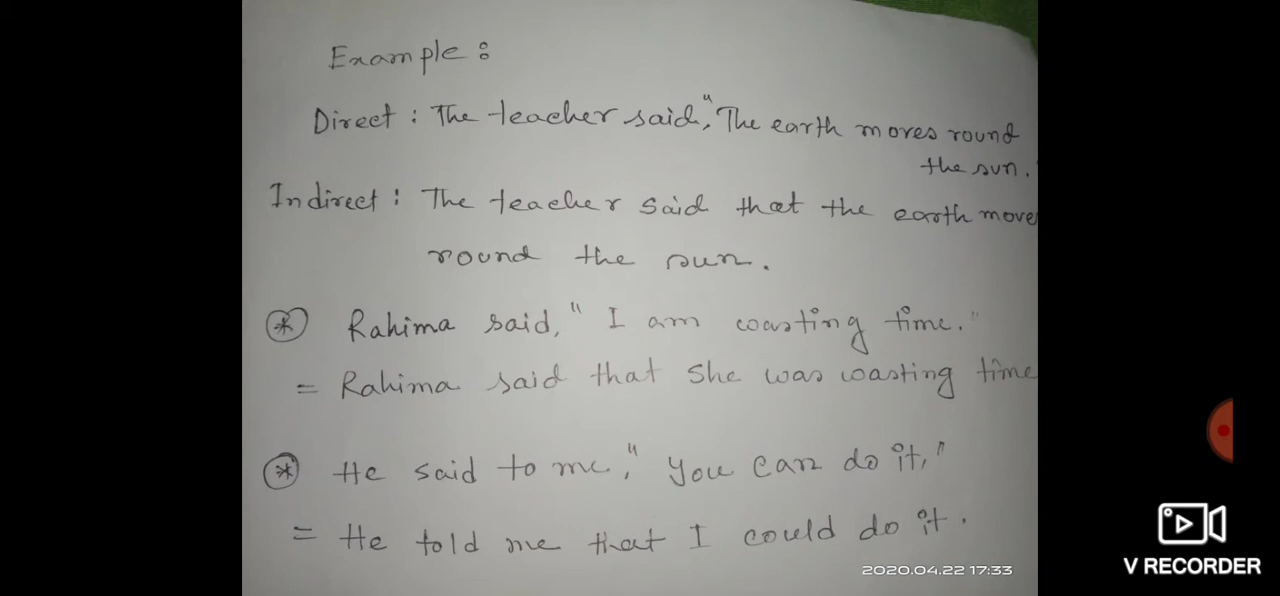 Example :
Direct : The teacher said, "The earth moves round
the sun."
Indirect : The teacher said that the earth move
round the sun.
* Rahima said, " I am wasting time."
= Rahima said that she was wasting time
* He said to me, " you can do it,"
= He told me that I could do it.
2020.04.22 17:33
V RECORDER